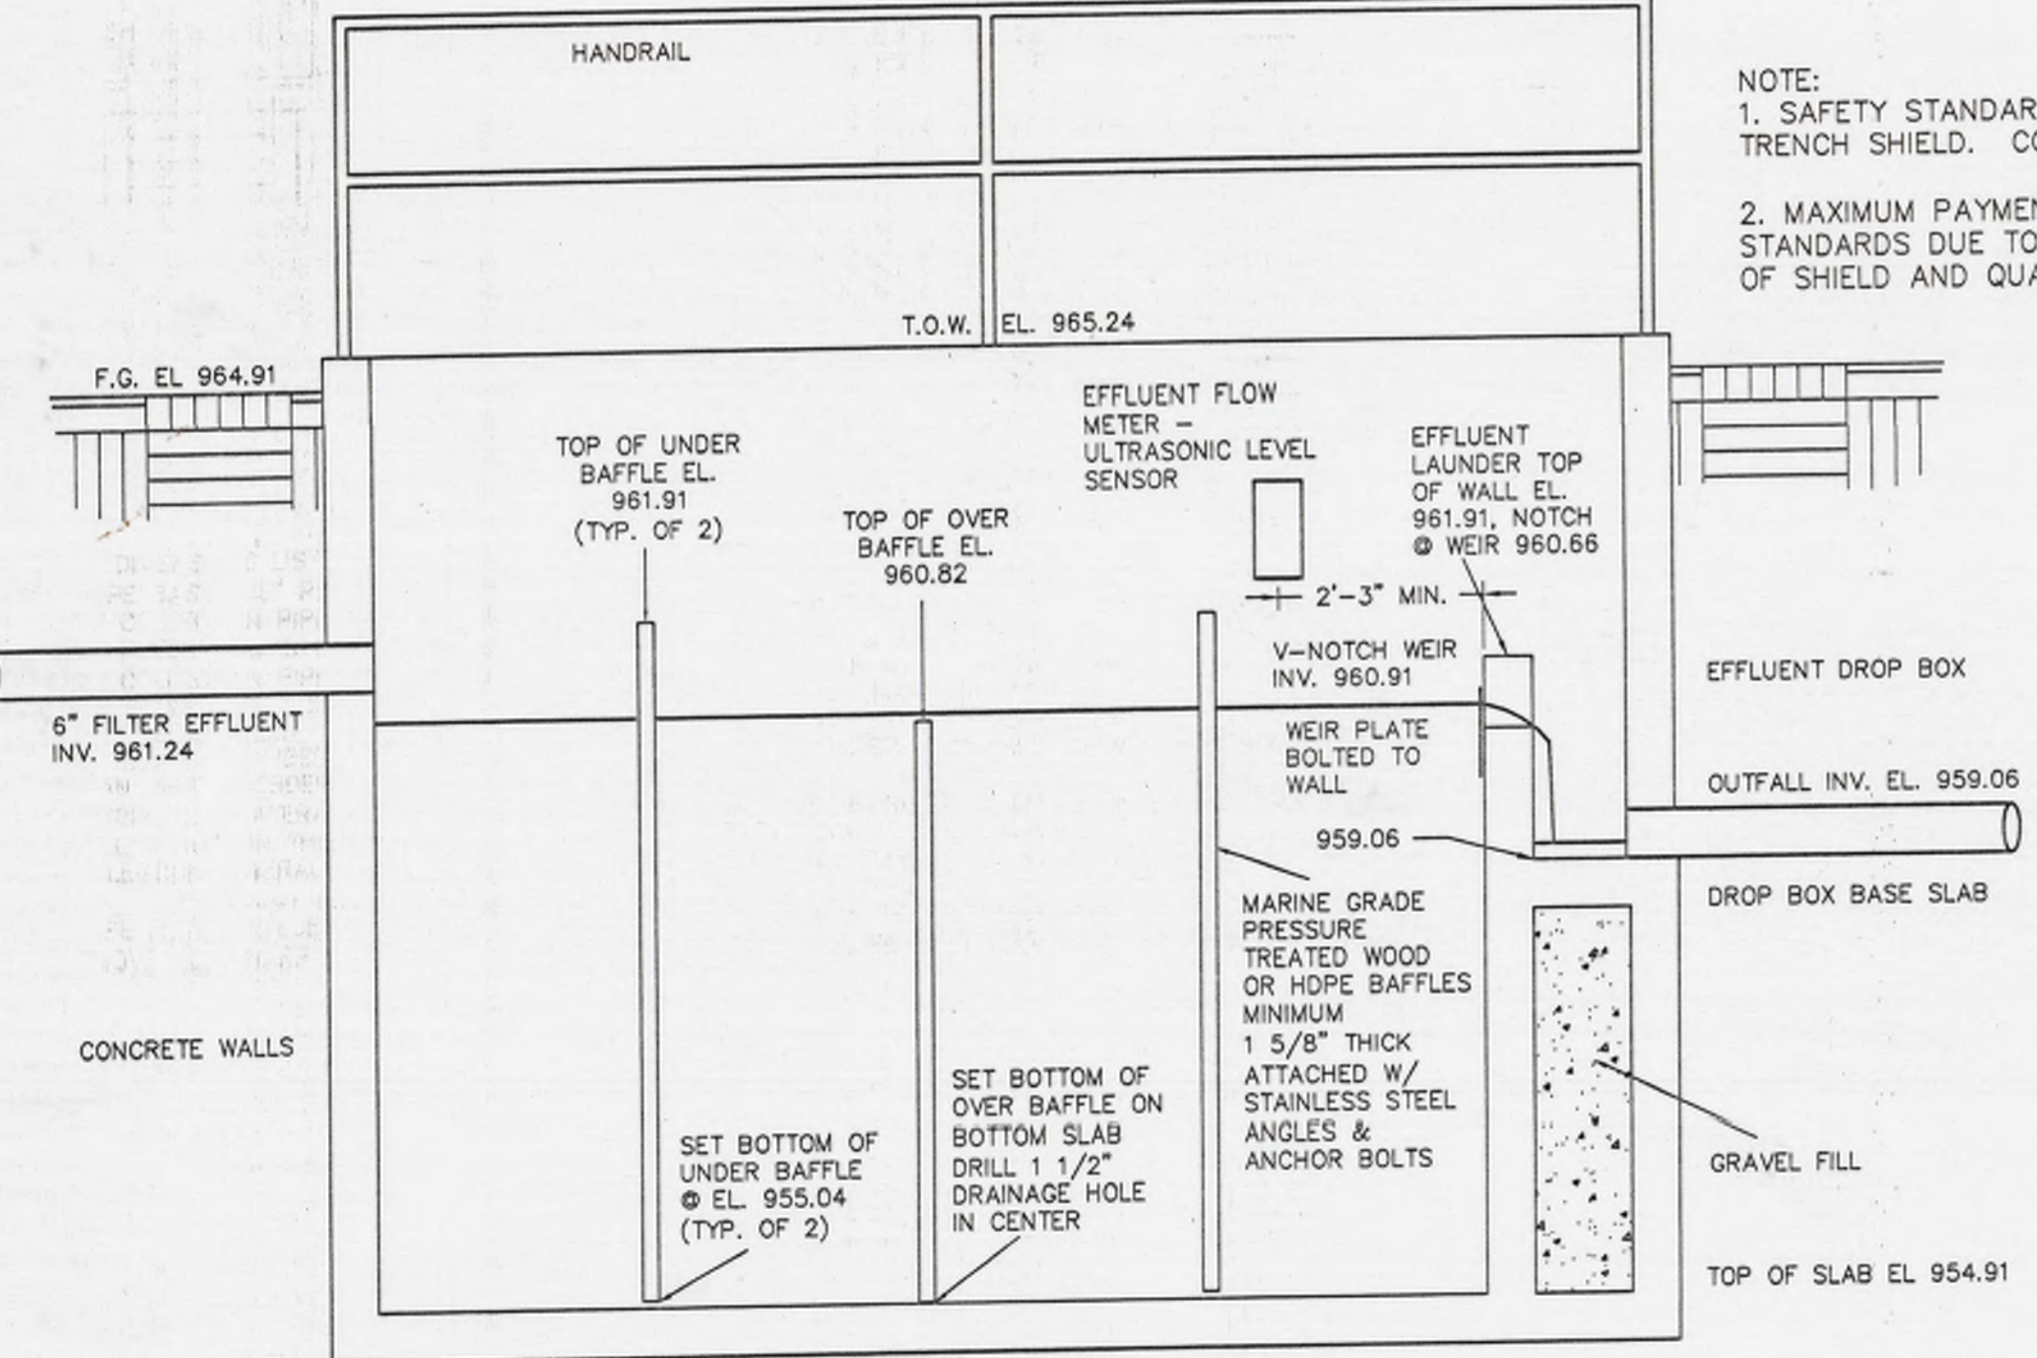 HANDRAIL
NOTE:
1. SAFETY STANDAR
TRENCH SHIELD. CO
2. MAXIMUM PAYMEN
STANDARDS DUE TO
OF SHIELD AND QUA
T.O.W. EL. 965.24
F.G. EL 964.91
TOP OF UNDER
BAFFLE EL.
961.91
(TYP. OF 2)
TOP OF OVER
BAFFLE EL.
960.82
EFFLUENT FLOW
METER –
ULTRASONIC LEVEL
SENSOR
EFFLUENT
LAUNDER TOP
OF WALL EL.
961.91, NOTCH
@ WEIR 960.66
2'–3" MIN.
V–NOTCH WEIR
INV. 960.91
WEIR PLATE
BOLTED TO
WALL
959.06
EFFLUENT DROP BOX
OUTFALL INV. EL. 959.06
DROP BOX BASE SLAB
6" FILTER EFFLUENT
INV. 961.24
CONCRETE WALLS
MARINE GRADE
PRESSURE
TREATED WOOD
OR HDPE BAFFLES
MINIMUM
1 5/8" THICK
ATTACHED W/
STAINLESS STEEL
ANGLES &
ANCHOR BOLTS
SET BOTTOM OF
UNDER BAFFLE
@ EL. 955.04
(TYP. OF 2)
SET BOTTOM OF
OVER BAFFLE ON
BOTTOM SLAB
DRILL 1 1/2"
DRAINAGE HOLE
IN CENTER
GRAVEL FILL
TOP OF SLAB EL 954.91